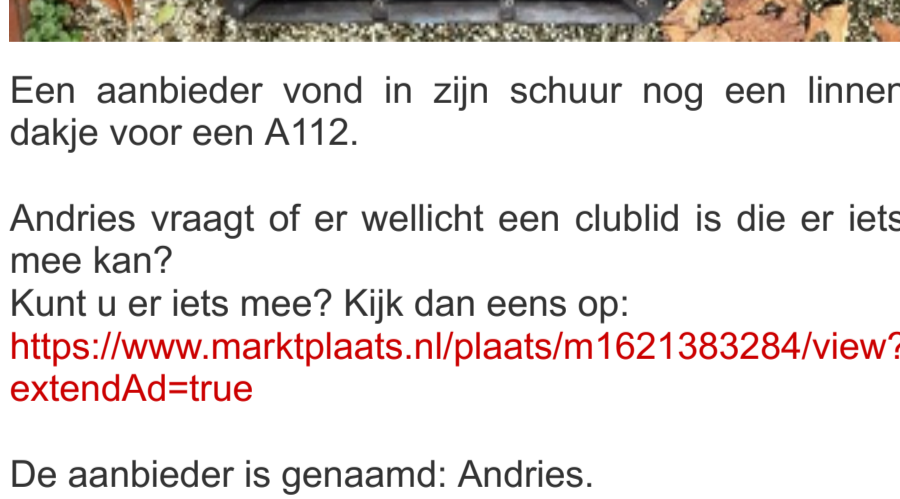 Een aanbieder vond in zijn schuur nog een linnen
dakje voor een A112.
Andries vraagt of er wellicht een clublid is die er iets
mee kan?
Kunt u er iets mee? Kijk dan eens op:
https://www.marktplaats.nl/plaats/m1621383284/view?
extendAd=true
De aanbieder is genaamd: Andries.